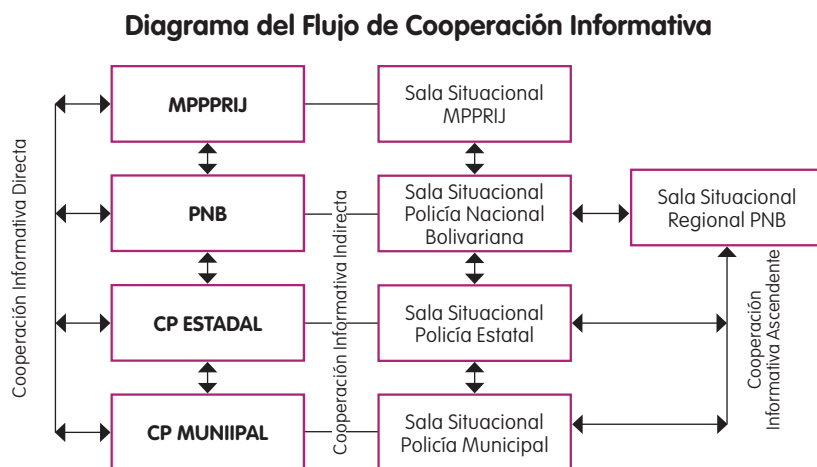 Diagrama del Flujo de Cooperación Informativa
Cooperación Informativa Directa
MPPPRIJ
Sala Situacional
MPPRIJ
PNB
Cooperación Informativa Indirecta
Sala Situacional
Policía Nacional
Bolivariana
Sala Situacional
Regional PNB
CP ESTADAL
Sala Situacional
Policía Estatal
Cooperación
Informativa Ascendente
CP MUNIIPAL
Sala Situacional
Policía Municipal